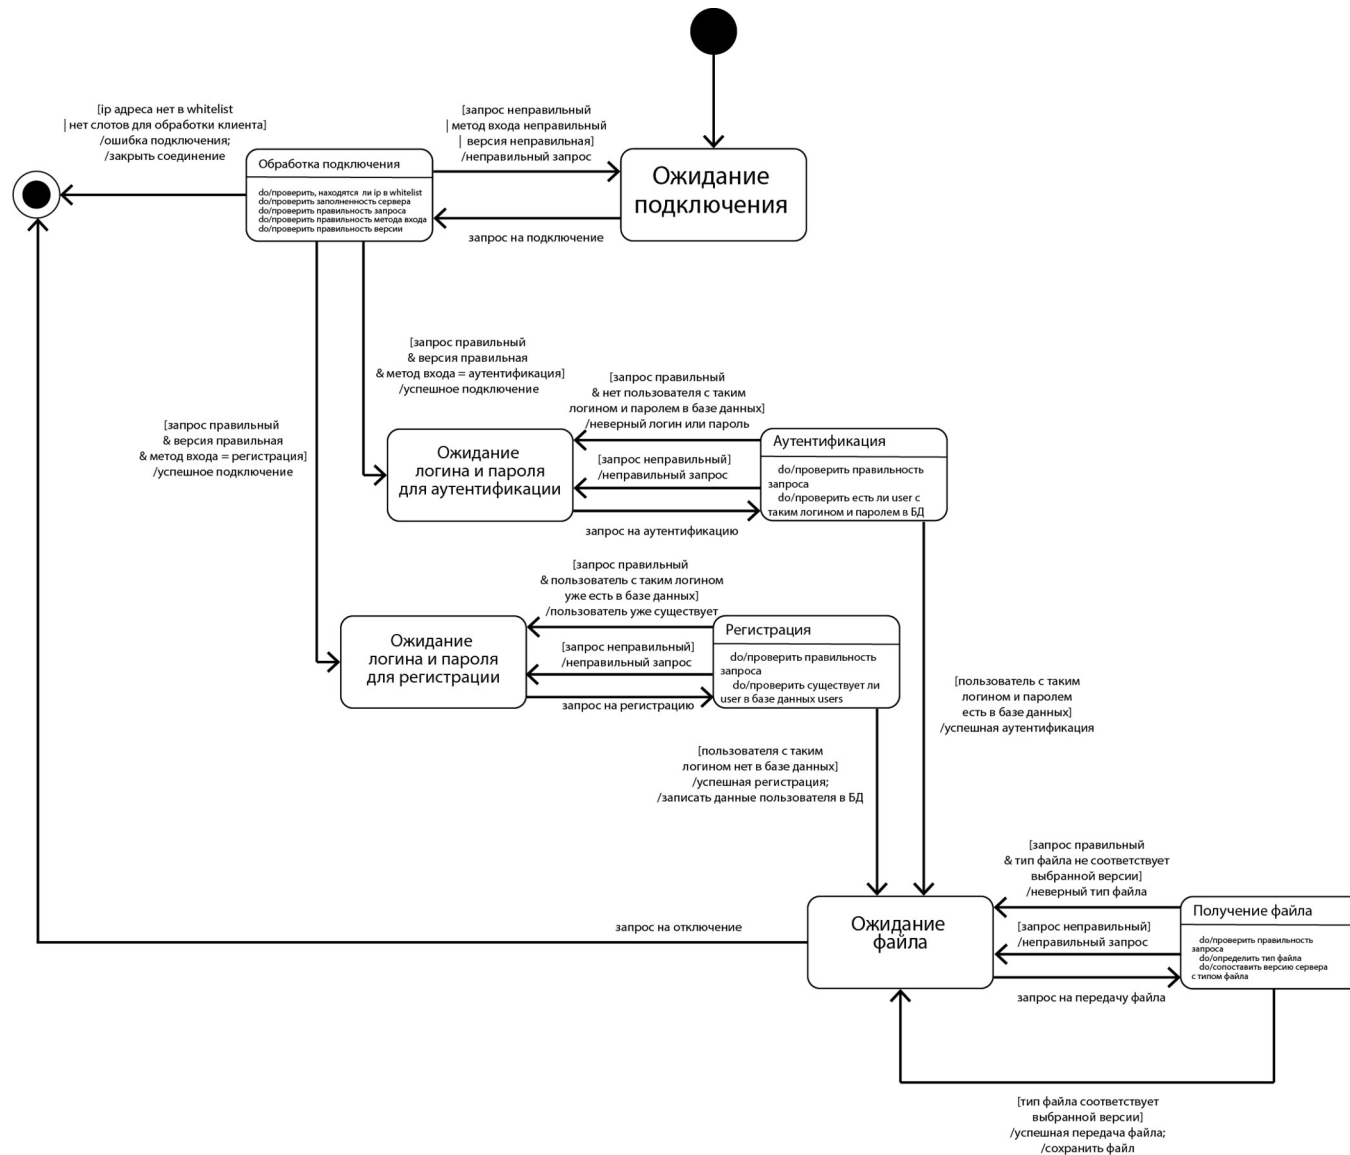 [ip адреса нет в whitelist
| нет слотов для обработки клиента]
/ошибка подключения;
/закрыть соединение
[запрос неправильный
| метод входа неправильный
| версия неправильная]
/неправильный запрос
Обработка подключения
do/проверить, находятся ли ip в whitelist
do/проверить заполненность сервера
do/проверить правильность запроса
do/проверить правильность метода входа
do/проверить правильность версии
Ожидание
подключения
запрос на подключение
[запрос правильный
& версия правильная
& метод входа = аутентификация]
/успешное подключение
[запрос правильный
& версия правильная
& метод входа = регистрация]
/успешное подключение
[запрос правильный
& нет пользователя с таким
логином и паролем в базе данных]
/неверный логин или пароль
Ожидание
логина и пароля
для аутентификации
[запрос неправильный]
/неправильный запрос
Аутентификация
do/проверить правильность
запроса
do/проверить есть ли user с
таким логином и паролем в БД
запрос на аутентификацию
[запрос правильный
& пользователь с таким логином
уже есть в базе данных]
/пользователь уже существует
Ожидание
логина и пароля
для регистрации
[запрос неправильный]
/неправильный запрос
Регистрация
do/проверить правильность
запроса
do/проверить существует ли
user в базе данных users
запрос на регистрацию
[пользователь с таким
логином и паролем
есть в базе данных]
/успешная аутентификация
[пользователя с таким
логином нет в базе данных]
/успешная регистрация;
/записать данные пользователя в БД
[запрос правильный
& тип файла не соответствует
выбранной версии]
/неверный тип файла
запрос на отключение
Ожидание
файла
[запрос неправильный]
/неправильный запрос
Получение файла
do/проверить правильность
запроса
do/определить тип файла
do/сопоставить версию сервера
с типом файла
запрос на передачу файла
[тип файла соответствует
выбранной версии]
/успешная передача файла;
/сохранить файл